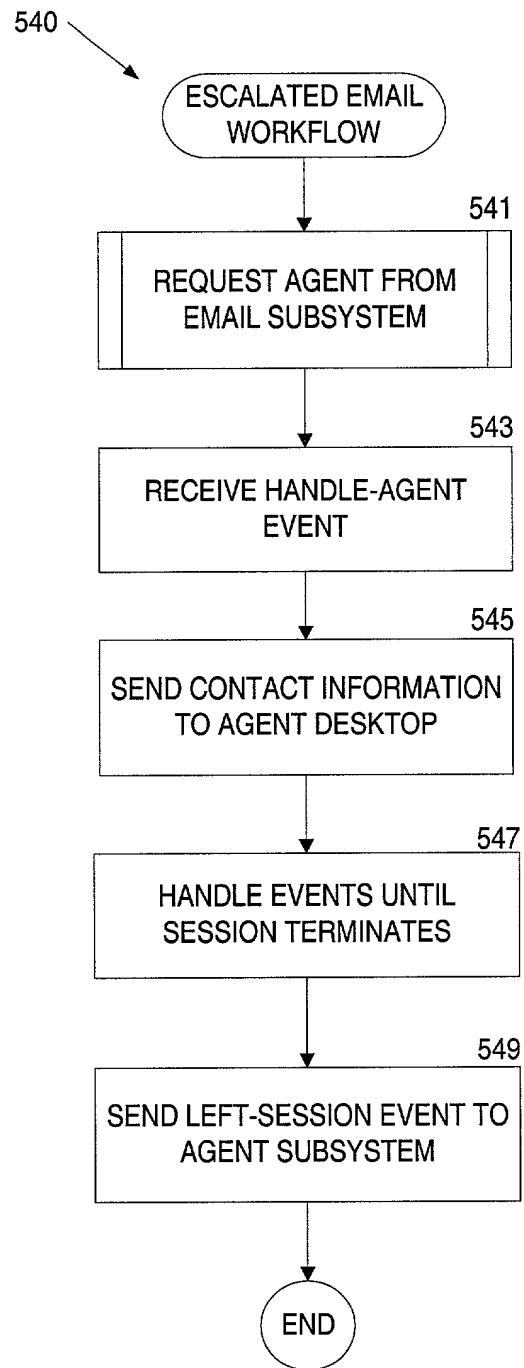 540
ESCALATED EMAIL
WORKFLOW
541
REQUEST AGENT FROM
EMAIL SUBSYSTEM
543
RECEIVE HANDLE-AGENT
EVENT
545
SEND CONTACT INFORMATION
TO AGENT DESKTOP
547
HANDLE EVENTS UNTIL
SESSION TERMINATES
549
SEND LEFT-SESSION EVENT TO
AGENT SUBSYSTEM
END